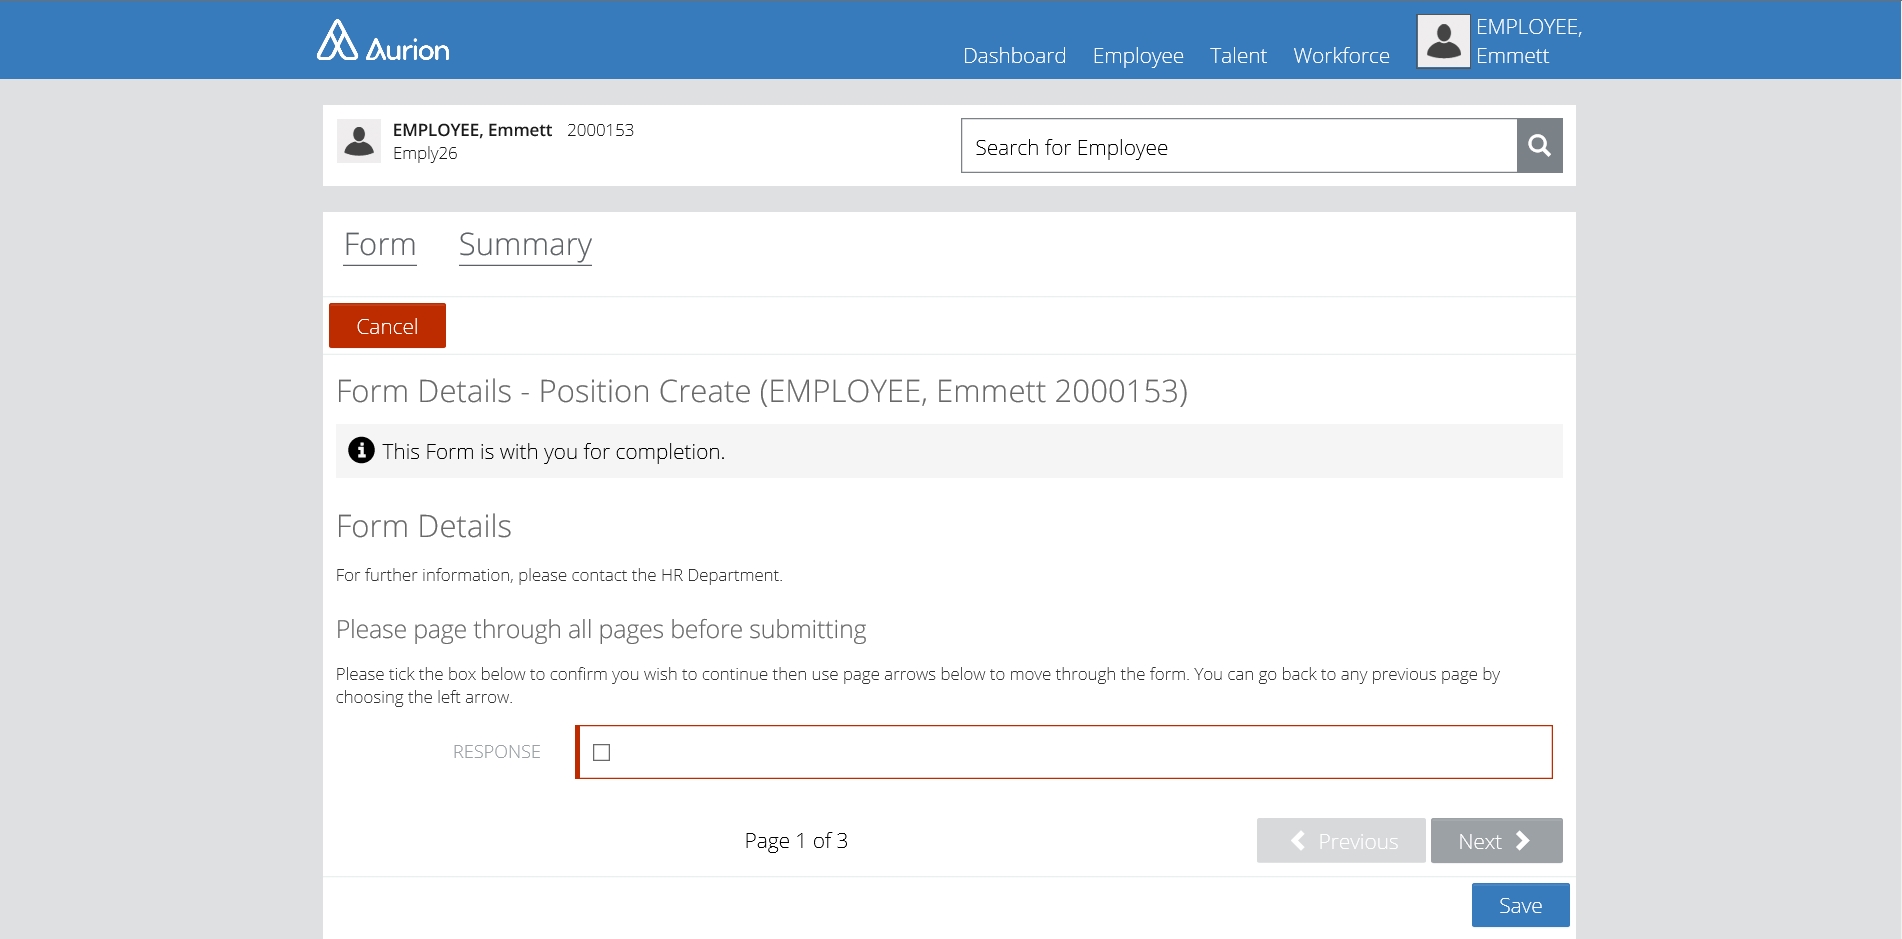 Aurion
Dashboard Employee Talent Workforce
EMPLOYEE,
Emmett
EMPLOYEE, Emmett 2000153
Emply26
Search for Employee
Form Summary
Cancel
Form Details - Position Create (EMPLOYEE, Emmett 2000153)
This Form is with you for completion.
Form Details
For further information, please contact the HR Department.
Please page through all pages before submitting
Please tick the box below to confirm you wish to continue then use page arrows below to move through the form. You can go back to any previous page by
choosing the left arrow.
RESPONSE
Page 1 of 3
Previous
Next
Save